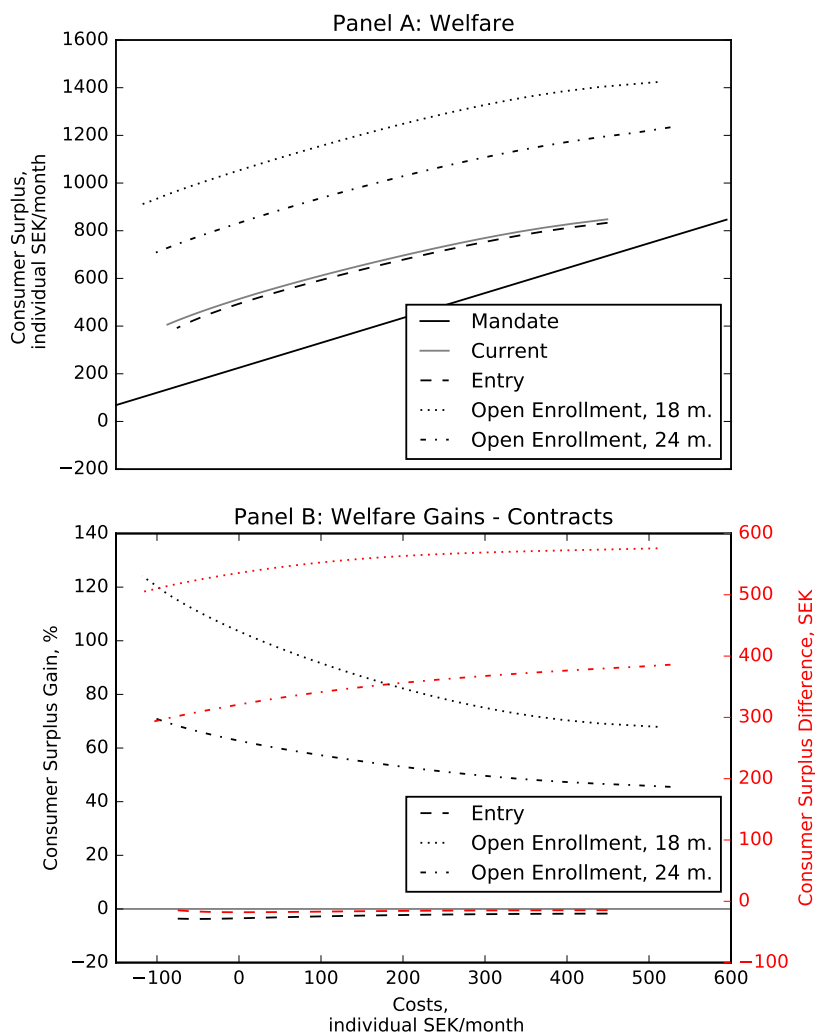 Panel A: Welfare
1600
1400
1200
1000
800
600
400
200
0
−200
Consumer Surplus,
individual SEK/month
Mandate
Current
Entry
Open Enrollment, 18 m.
Open Enrollment, 24 m.
Panel B: Welfare Gains - Contracts
140
120
100
80
60
40
20
0
−20
Consumer Surplus Gain, %
600
500
400
300
200
100
0
−100
Consumer Surplus Difference, SEK
Entry
Open Enrollment, 18 m.
Open Enrollment, 24 m.
−100 0 100 200 300 400 500 600
Costs,
individual SEK/month